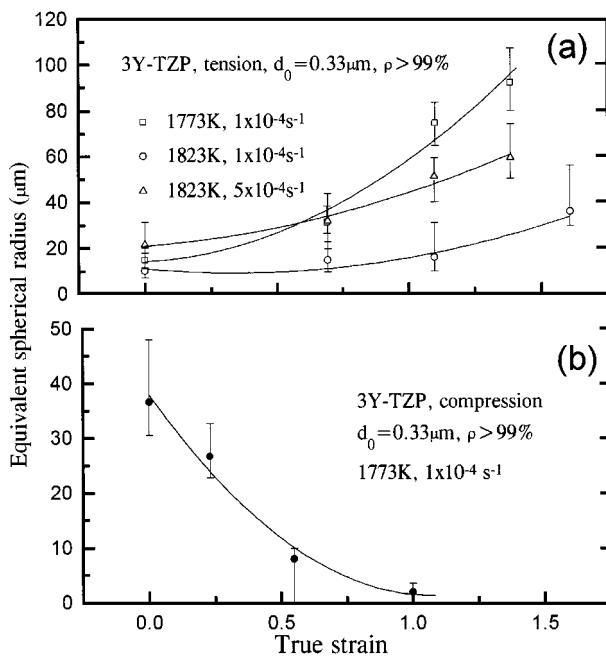 (a)
3Y-TZP, tension, d₀=0.33μm, ρ>99%
□ 1773K, 1x10⁻⁴s⁻¹
○ 1823K, 1x10⁻⁴s⁻¹
△ 1823K, 5x10⁻⁴s⁻¹
120
100
80
60
40
20
0
Equivalent spherical radius (μm)
(b)
3Y-TZP, compression
d₀=0.33μm, ρ>99%
1773K, 1x10⁻⁴ s⁻¹
50
40
30
20
10
0
0.0 0.5 1.0 1.5
True strain